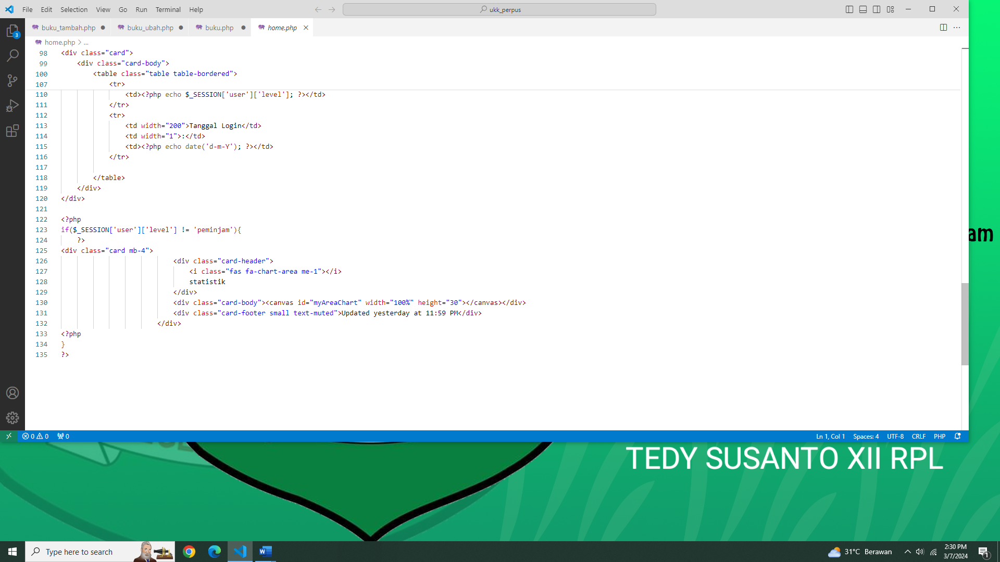 File Edit Selection View Go Run Terminal Help
ukk_perpus
buku_tambah.php
buku_ubah.php
buku.php
home.php
3
home.php > ...
98 <div class="card">
99 <div class="card-body">
100 <table class="table table-bordered">
107 <tr>
110 <td><?php echo $_SESSION['user']['level']; ?></td>
111 </tr>
112 <tr>
113 <td width="200">Tanggal Login</td>
114 <td width="1">:</td>
115 <td><?php echo date('d-m-Y'); ?></td>
116 </tr>
117
118 </table>
119 </div>
120 </div>
121
122 <?php
123 if($_SESSION['user']['level'] != 'peminjam'){
124 ?>
125 <div class="card mb-4">
126 <div class="card-header">
127 <i class="fas fa-chart-area me-1"></i>
128 statistik
129 </div>
130 <div class="card-body"><canvas id="myAreaChart" width="100%" height="30"></canvas></div>
131 <div class="card-footer small text-muted">Updated yesterday at 11:59 PM</div>
132 </div>
133 <?php
134 }
135 ?>
am
0 0 0
Ln 1, Col 1 Spaces: 4 UTF-8 CRLF PHP
TEDY SUSANTO XII RPL
Type here to search
31°C Berawan
2:30 PM
3/7/2024
1